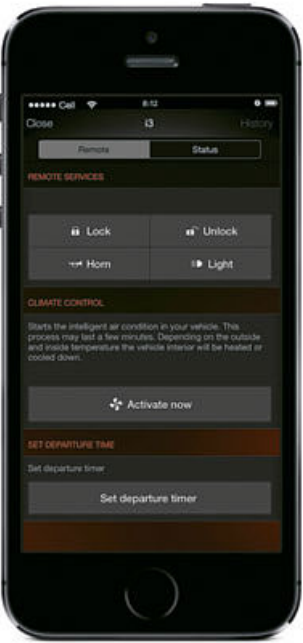 Cell 8:12
Close i3 History
Remote Status
REMOTE SERVICES
Lock Unlock
Horn Light
CLIMATE CONTROL
Starts the intelligent air condition in your vehicle. This
process may last a few minutes. Depending on the outside
and inside temperature the vehicle interior will be heated or
cooled down.
Activate now
SET DEPARTURE TIME
Set departure timer
Set departure timer